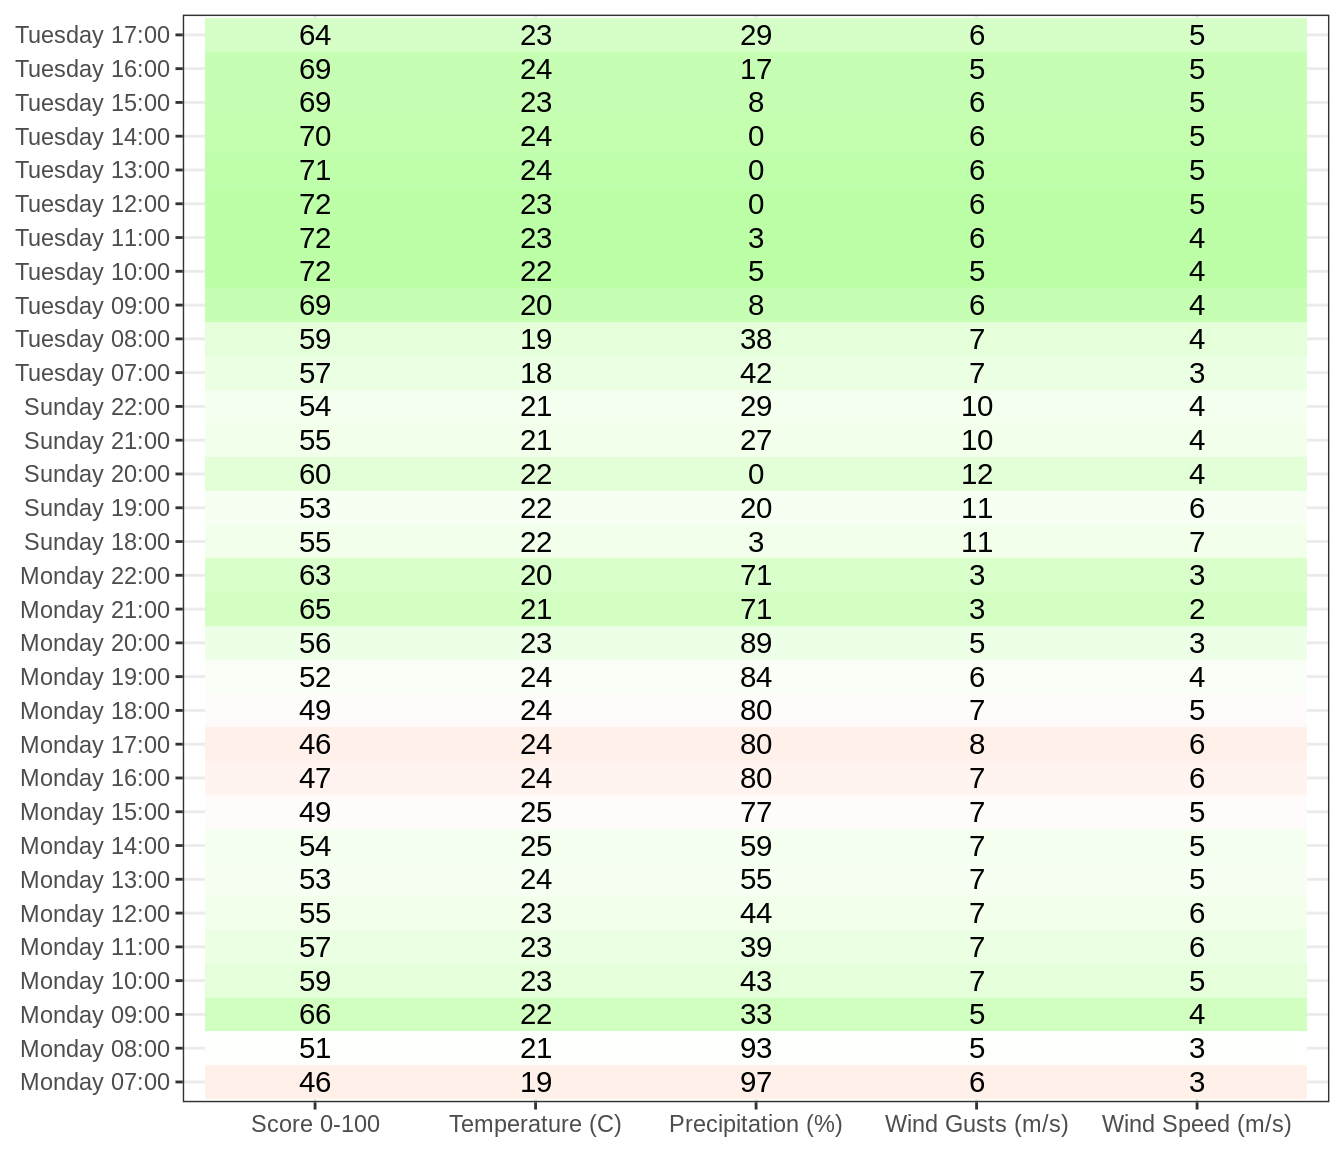 Tuesday 17:00 64 23 29 6 5
Tuesday 16:00 69 24 17 5 5
Tuesday 15:00 69 23 8 6 5
Tuesday 14:00 70 24 0 6 5
Tuesday 13:00 71 24 0 6 5
Tuesday 12:00 72 23 0 6 5
Tuesday 11:00 72 23 3 6 4
Tuesday 10:00 72 22 5 5 4
Tuesday 09:00 69 20 8 6 4
Tuesday 08:00 59 19 38 7 4
Tuesday 07:00 57 18 42 7 3
Sunday 22:00 54 21 29 10 4
Sunday 21:00 55 21 27 10 4
Sunday 20:00 60 22 0 12 4
Sunday 19:00 53 22 20 11 6
Sunday 18:00 55 22 3 11 7
Monday 22:00 63 20 71 3 3
Monday 21:00 65 21 71 3 2
Monday 20:00 56 23 89 5 3
Monday 19:00 52 24 84 6 4
Monday 18:00 49 24 80 7 5
Monday 17:00 46 24 80 8 6
Monday 16:00 47 24 80 7 6
Monday 15:00 49 25 77 7 5
Monday 14:00 54 25 59 7 5
Monday 13:00 53 24 55 7 5
Monday 12:00 55 23 44 7 6
Monday 11:00 57 23 39 7 6
Monday 10:00 59 23 43 7 5
Monday 09:00 66 22 33 5 4
Monday 08:00 51 21 93 5 3
Monday 07:00 46 19 97 6 3
Score 0-100 Temperature (C) Precipitation (%) Wind Gusts (m/s) Wind Speed (m/s)